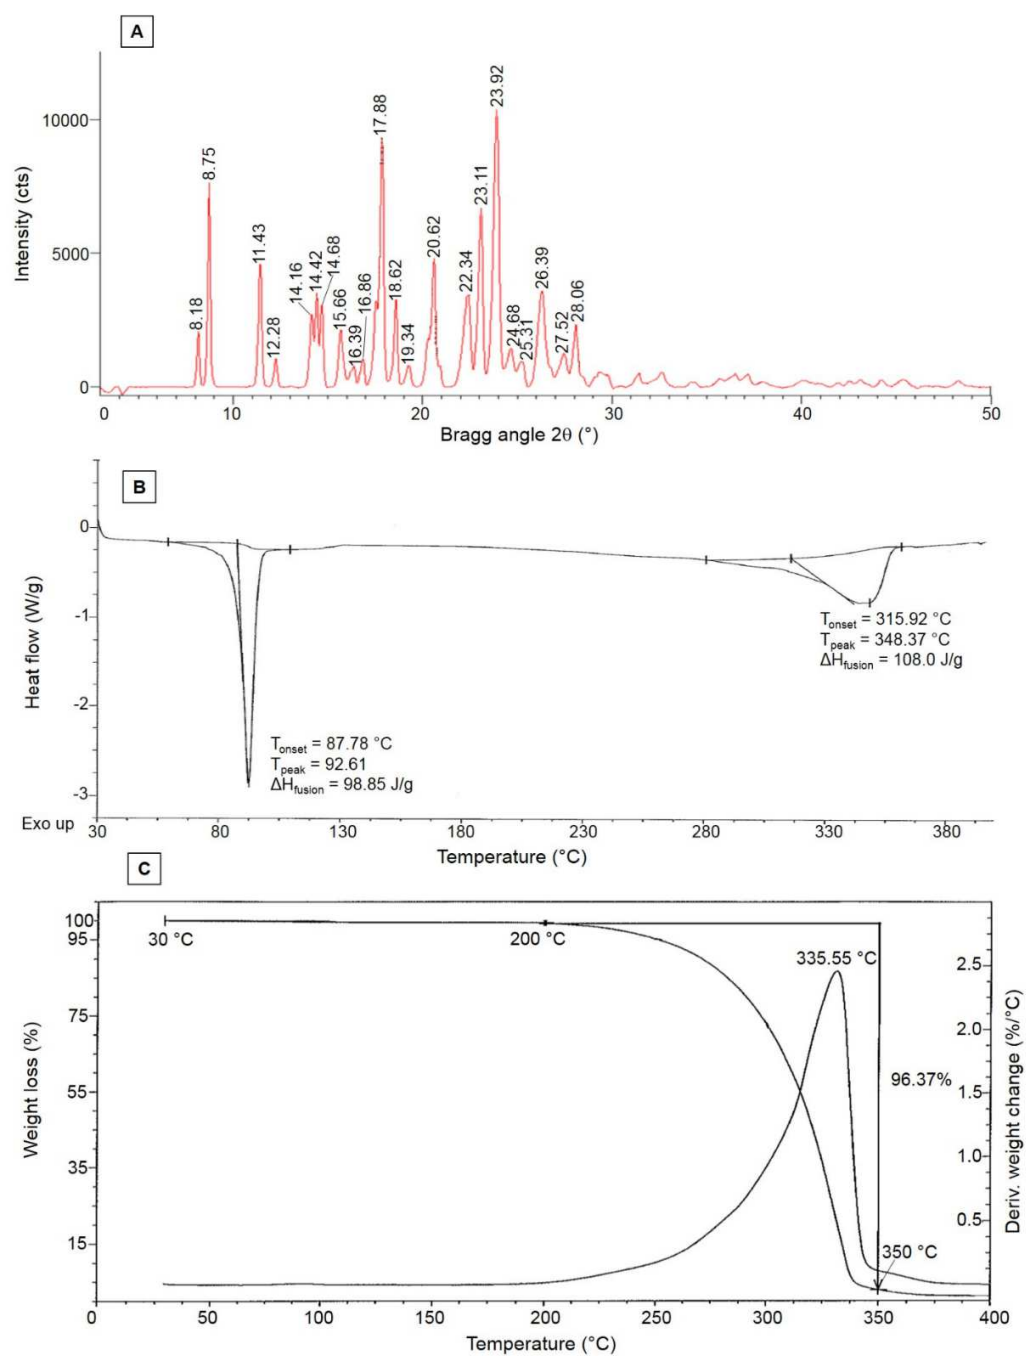 A
Intensity (cts)
10000
5000
0
8.18
8.75
11.43
12.28
14.16
14.42
14.68
15.66
16.39
16.86
17.88
18.62
19.34
20.62
22.34
23.11
23.92
24.68
25.31
26.39
27.52
28.06
0 10 20 30 40 50
Bragg angle 2θ (°)
B
Heat flow (W/g)
0
-1
-2
-3
Tonset = 315.92 °C
Tpeak = 348.37 °C
ΔHfusion = 108.0 J/g
Tonset = 87.78 °C
Tpeak = 92.61
ΔHfusion = 98.85 J/g
Exo up
30 80 130 180 230 280 330 380
Temperature (°C)
C
Weight loss (%)
100
95
75
55
35
15
30 °C
200 °C
335.55 °C
96.37%
350 °C
2.5
2.0
1.5
1.0
0.5
Deriv. weight change (%/°C)
0 50 100 150 200 250 300 350 400
Temperature (°C)